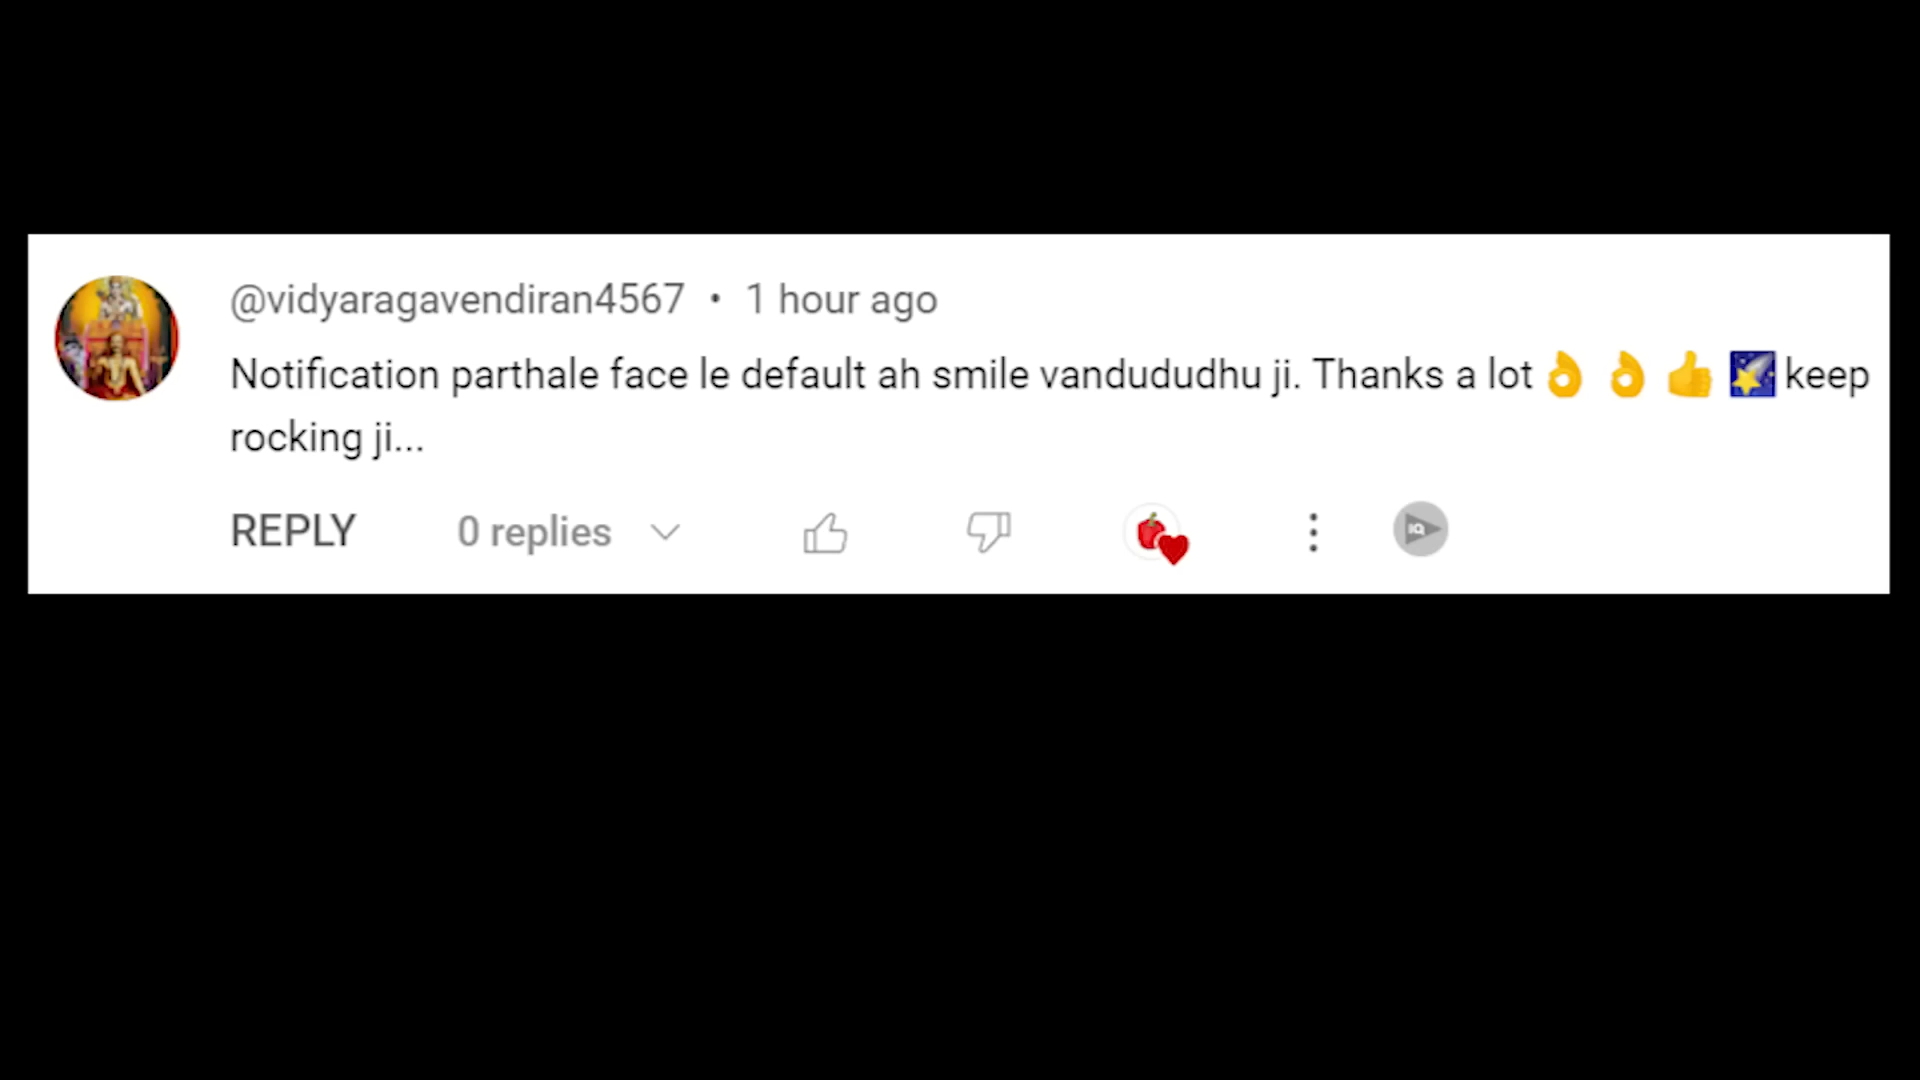 @vidyaragavendiran4567 • 1 hour ago
Notification parthale face le default ah smile vandududhu ji. Thanks a lot👌👌👍🌠keep
rocking ji...
REPLY 0 replies
IQ